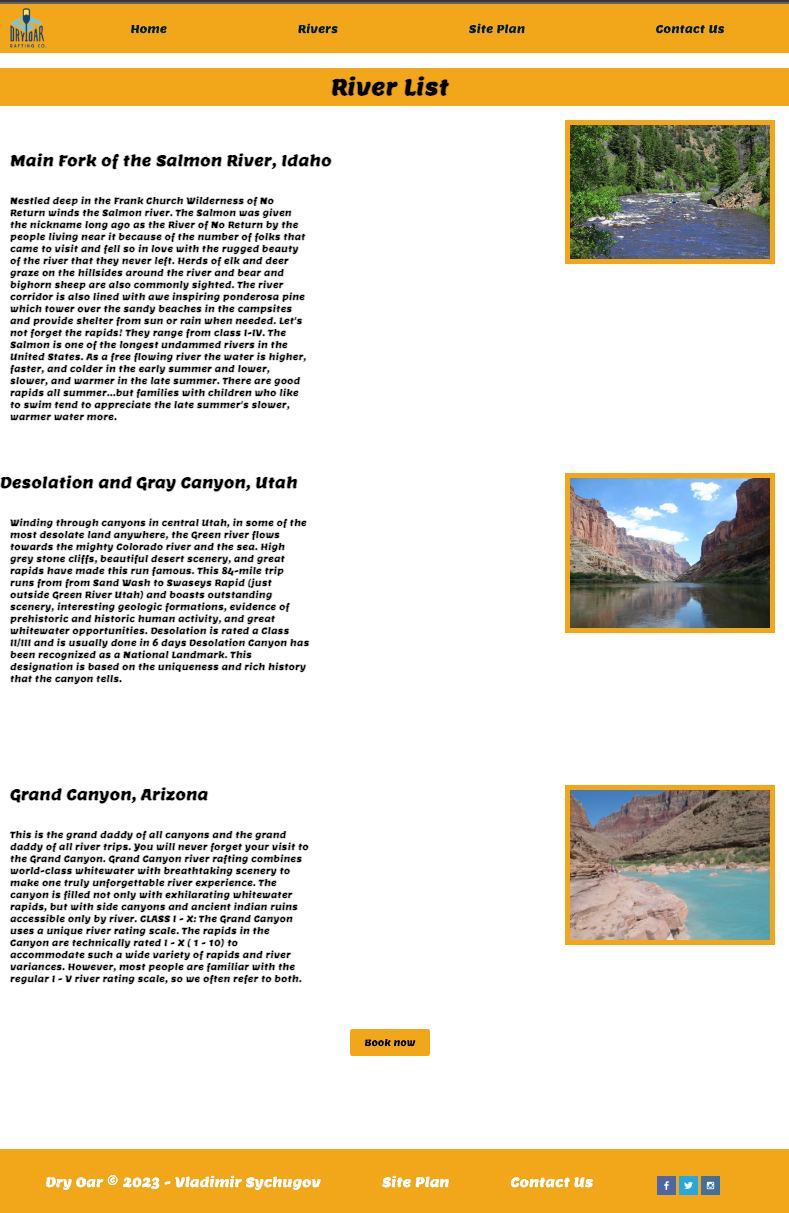 DRY OAR
RAFTING CO.
Home
Rivers
Site Plan
Contact Us
River List
Main Fork of the Salmon River, Idaho
Nestled deep in the Frank Church Wilderness of No
Return winds the Salmon river. The Salmon was given
the nickname long ago as the River of No Return by the
people living near it because of the number of folks that
came to visit and fell so in love with the rugged beauty
of the river that they never left. Herds of elk and deer
graze on the hillsides around the river and bear and
bighorn sheep are also commonly sighted. The river
corridor is also lined with awe inspiring ponderosa pine
which tower over the sandy beaches in the campsites
and provide shelter from sun or rain when needed. Let's
not forget the rapids! They range from class I-IV. The
Salmon is one of the longest undammed rivers in the
United States. As a free flowing river the water is higher,
faster, and colder in the early summer and lower,
slower, and warmer in the late summer. There are good
rapids all summer...but families with children who like
to swim tend to appreciate the late summer's slower,
warmer water more.
Desolation and Gray Canyon, Utah
Winding through canyons in central Utah, in some of the
most desolate land anywhere, the Green river flows
towards the mighty Colorado river and the sea. High
grey stone cliffs, beautiful desert scenery, and great
rapids have made this run famous. This 84-mile trip
runs from from Sand Wash to Swaseys Rapid (just
outside Green River Utah) and boasts outstanding
scenery, interesting geologic formations, evidence of
prehistoric and historic human activity, and great
whitewater opportunities. Desolation is rated a Class
II/III and is usually done in 6 days Desolation Canyon has
been recognized as a National Landmark. This
designation is based on the uniqueness and rich history
that the canyon tells.
Grand Canyon, Arizona
This is the grand daddy of all canyons and the grand
daddy of all river trips. You will never forget your visit to
the Grand Canyon. Grand Canyon river rafting combines
world-class whitewater with breathtaking scenery to
make one truly unforgettable river experience. The
canyon is filled not only with exhilarating whitewater
rapids, but with side canyons and ancient indian ruins
accessible only by river. CLASS I - X: The Grand Canyon
uses a unique river rating scale. The rapids in the
Canyon are technically rated I - X ( 1 - 10) to
accommodate such a wide variety of rapids and river
variances. However, most people are familiar with the
regular I - V river rating scale, so we often refer to both.
Book now
Dry Oar © 2023 - Vladimir Sychugov
Site Plan
Contact Us